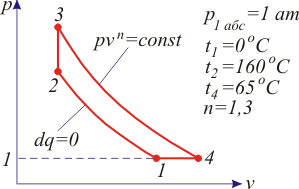 p
3
pvⁿ=const
2
dq=0
1
1
4
v
p₁ абс=1 ат
t₁=0°C
t₂=160°C
t₄=65°C
n=1,3